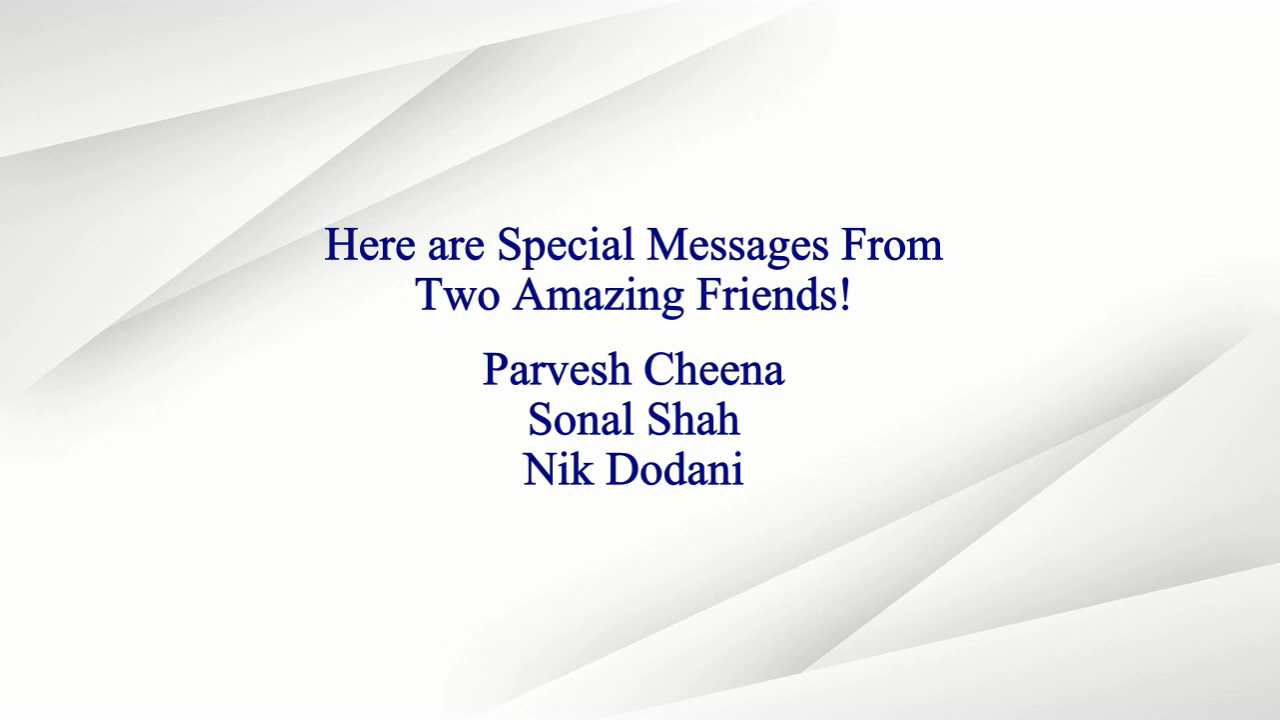 Here are Special Messages From
Two Amazing Friends!
Parvesh Cheena
Sonal Shah
Nik Dodani